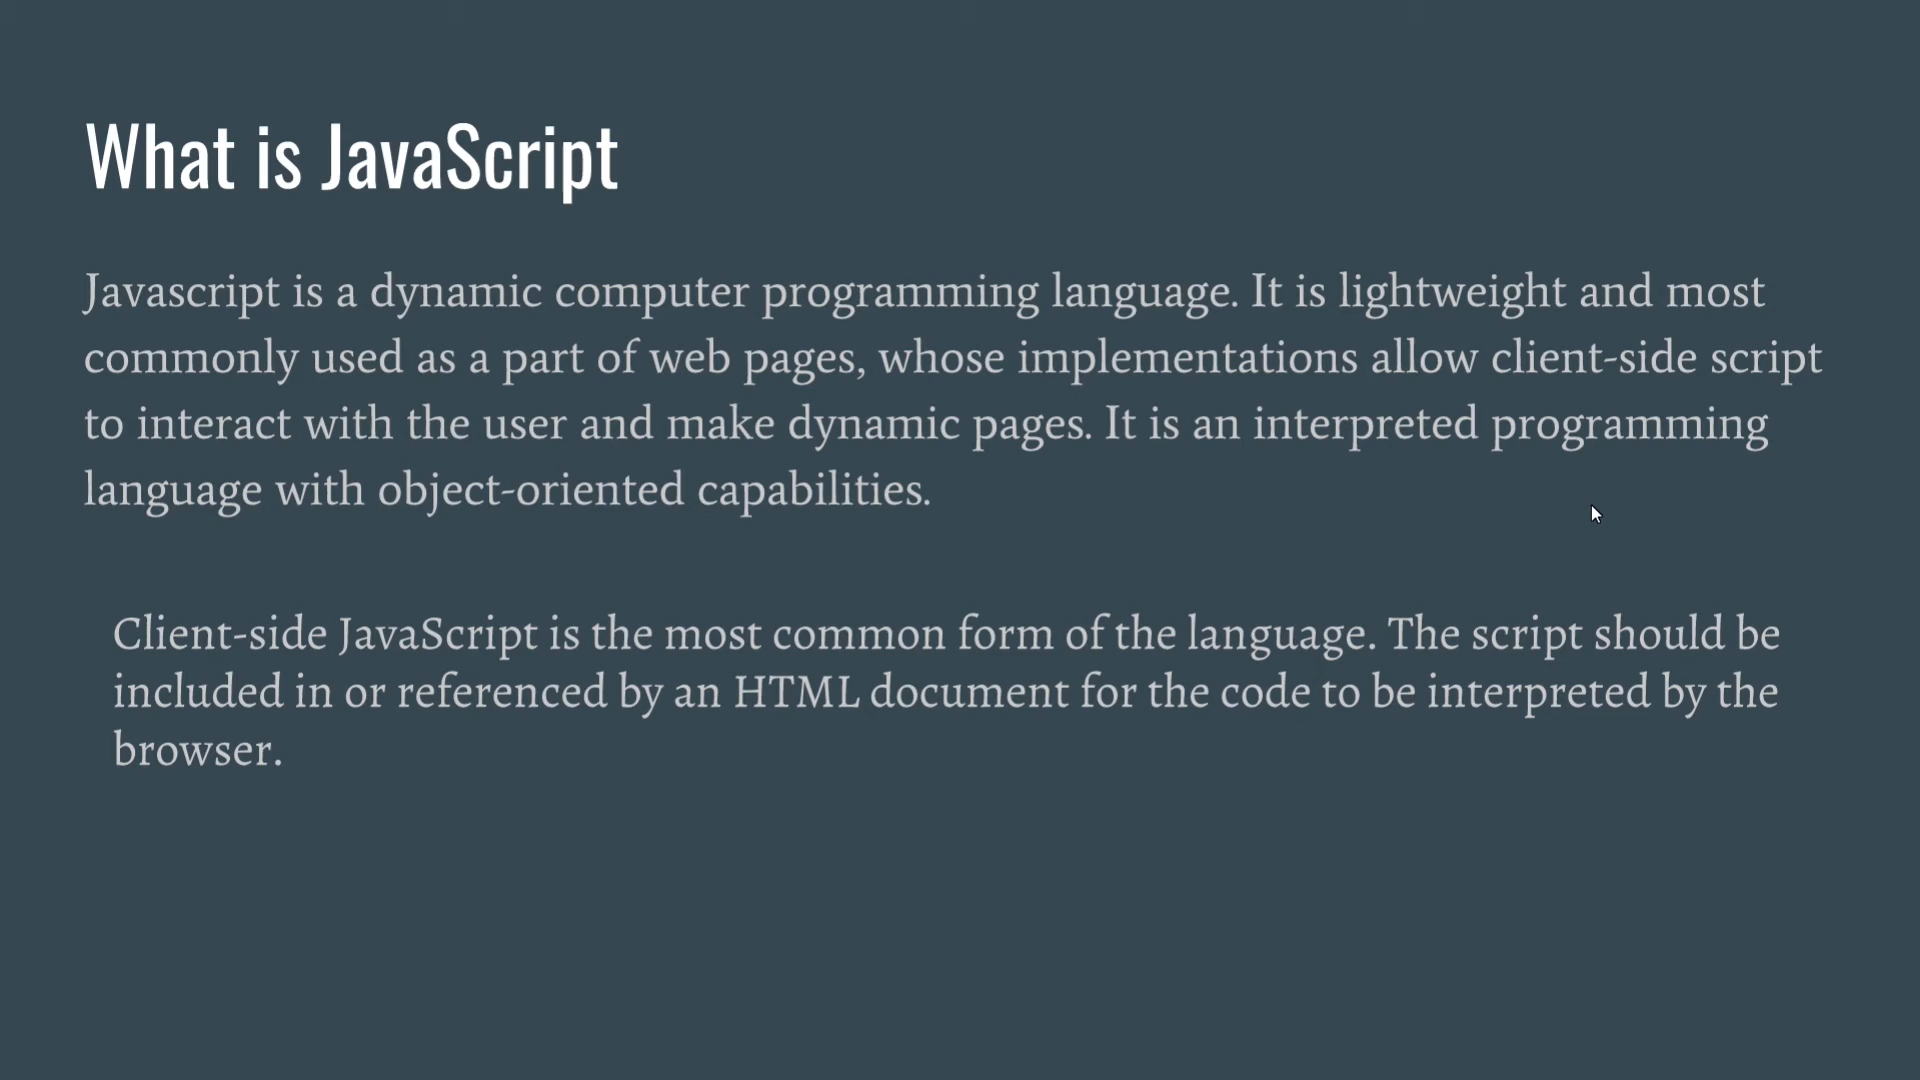 What is JavaScript
Javascript is a dynamic computer programming language. It is lightweight and most
commonly used as a part of web pages, whose implementations allow client-side script
to interact with the user and make dynamic pages. It is an interpreted programming
language with object-oriented capabilities.
Client-side JavaScript is the most common form of the language. The script should be
included in or referenced by an HTML document for the code to be interpreted by the
browser.